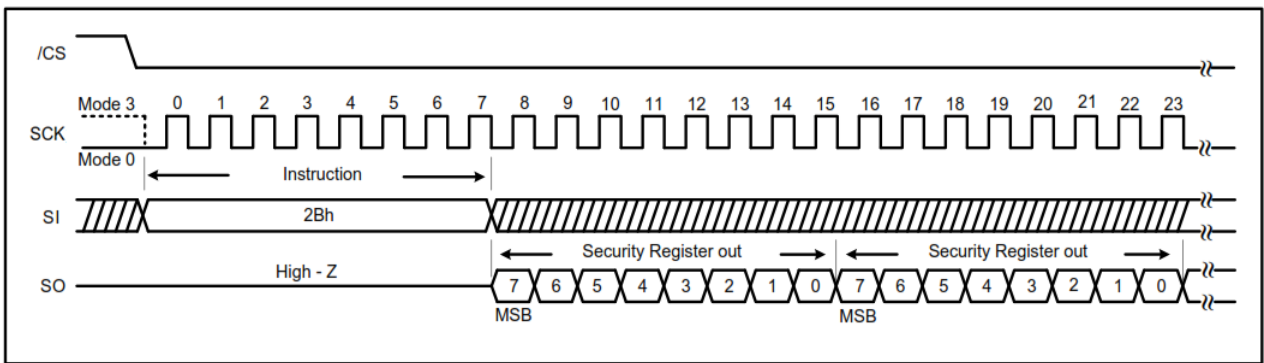 /CS
Mode 3 0 1 2 3 4 5 6 7 8 9 10 11 12 13 14 15 16 17 18 19 20 21 22 23
SCK
Mode 0
Instruction
SI 2Bh
Security Register out Security Register out
High - Z
SO 7 6 5 4 3 2 1 0 7 6 5 4 3 2 1 0
MSB MSB